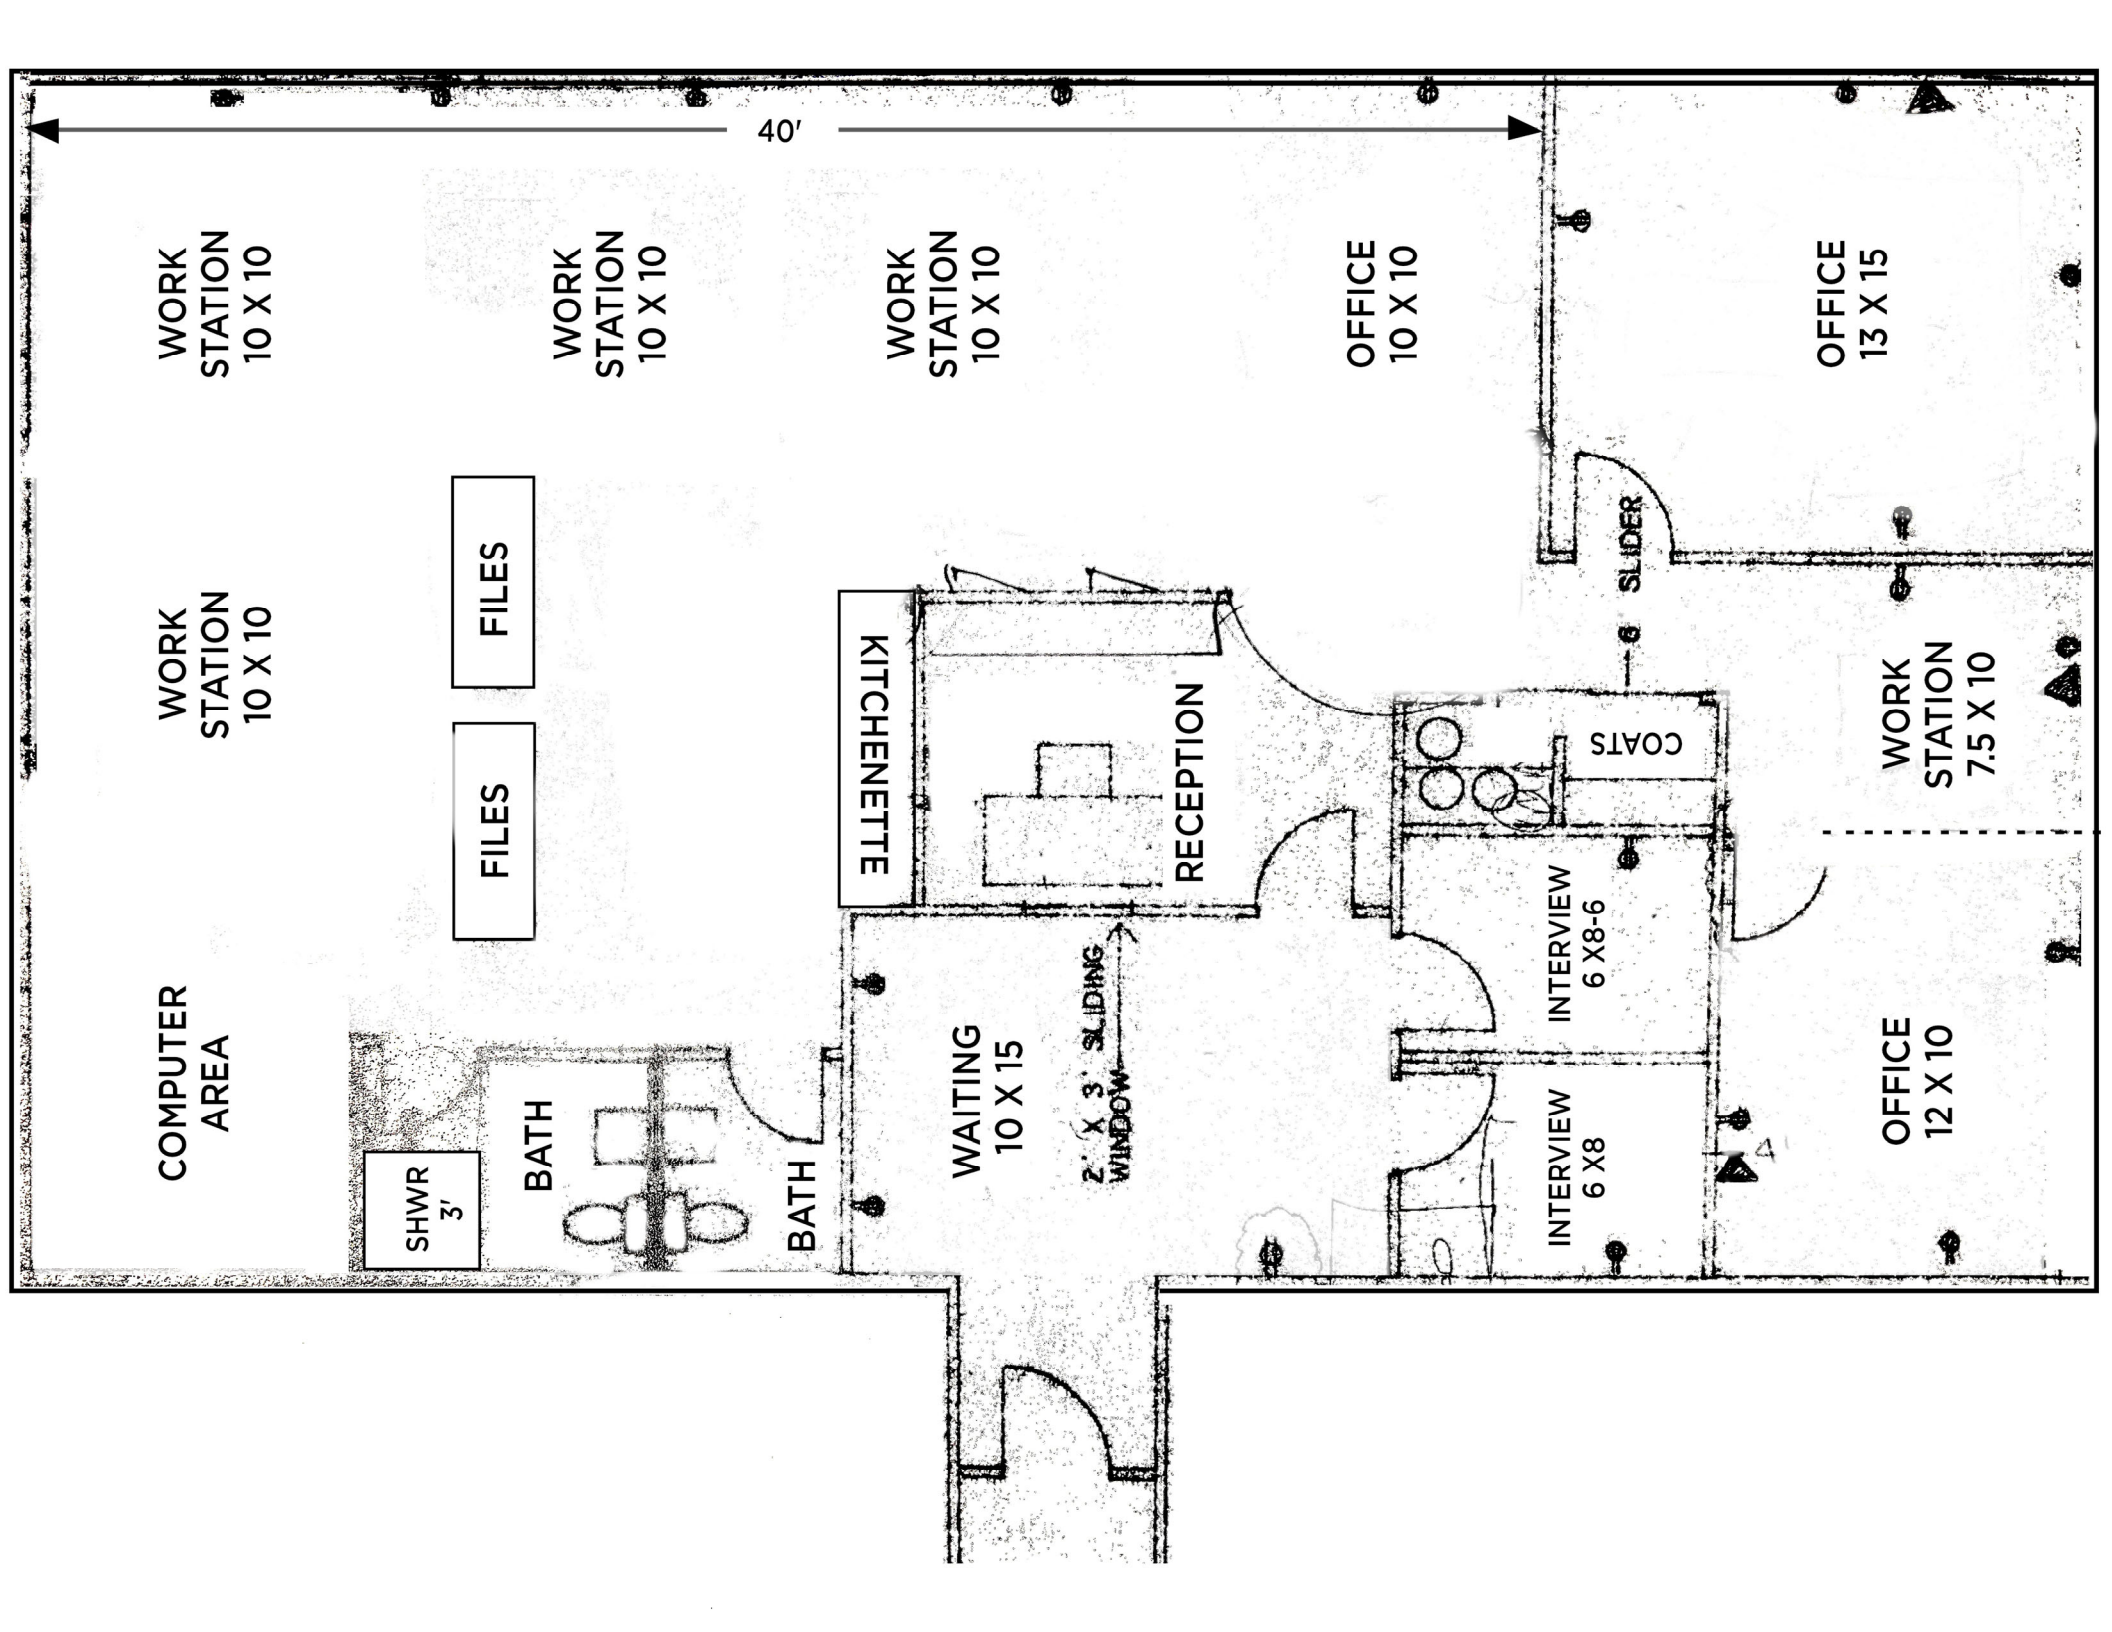 40'
WORK
STATION
10 X 10
WORK
STATION
10 X 10
WORK
STATION
10 X 10
OFFICE
10 X 10
OFFICE
13 X 15
WORK
STATION
10 X 10
FILES
FILES
KITCHENETTE
RECEPTION
6 SLIDER
COATS
WORK
STATION
7.5 X 10
COMPUTER
AREA
SHWR
3'
BATH
BATH
WAITING
10 X 15
2' X 3' SLIDING
WINDOW
INTERVIEW
6 X8-6
INTERVIEW
6 X8
4'
OFFICE
12 X 10